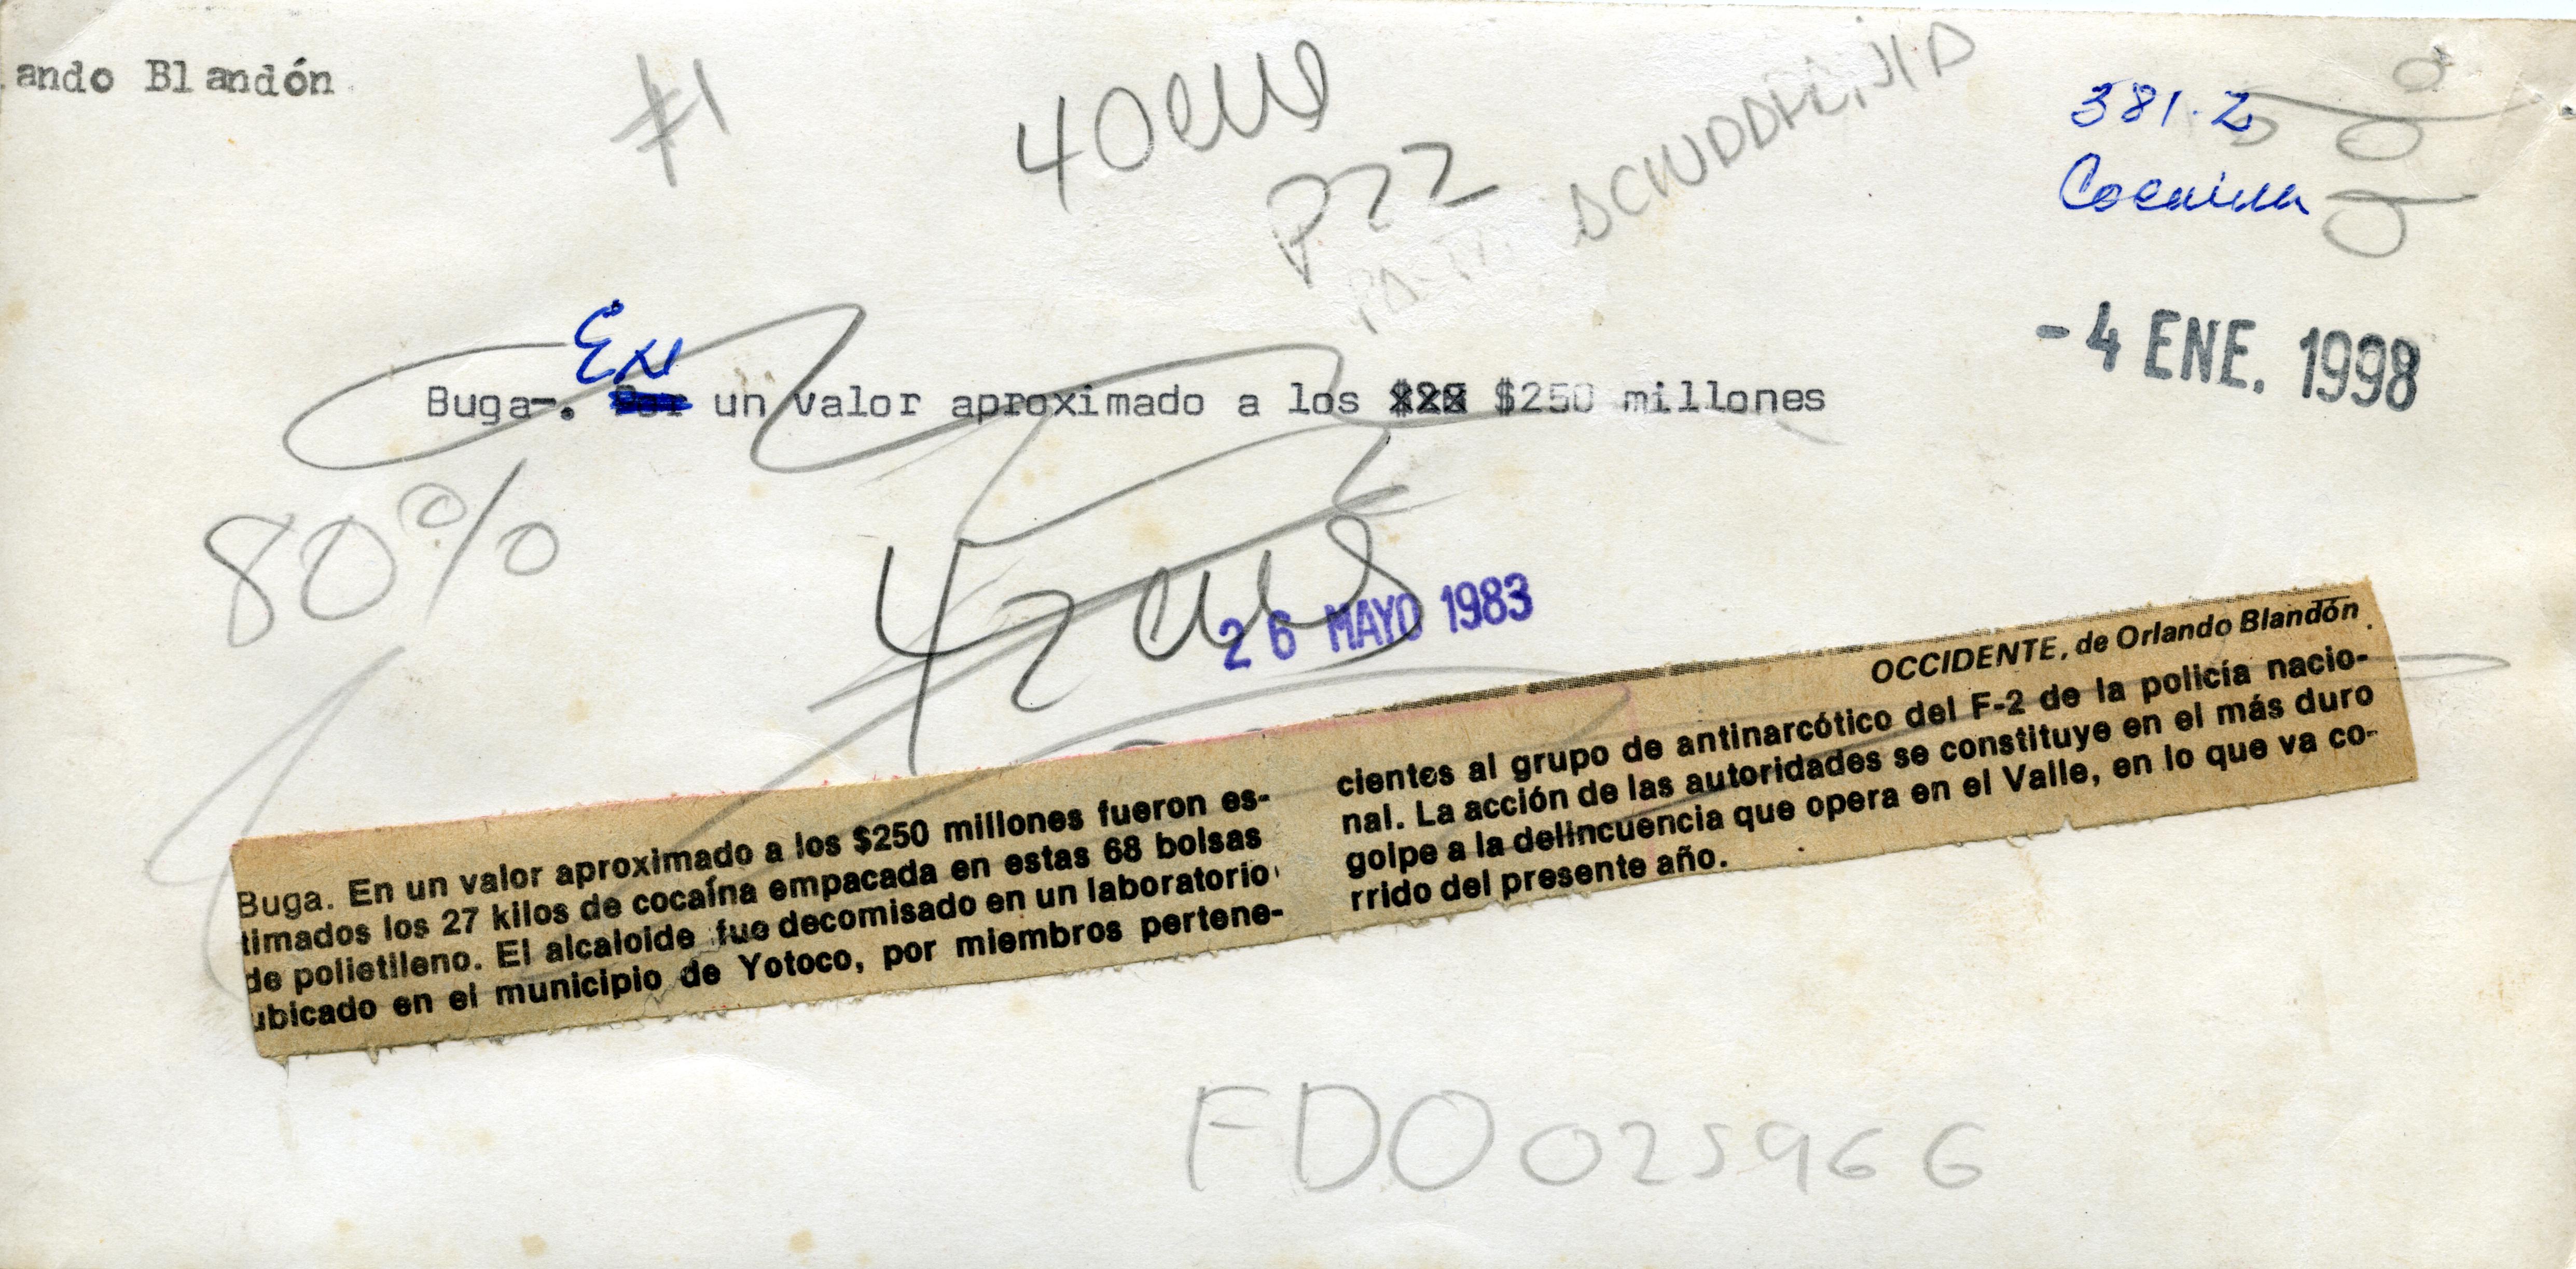 ando Blandón
#1
40cms
P22
381.2
Cocaina
-4 ENE. 1998
EN
Buga-. un valor aproximado a los $250 millones
80%
42 cms
26 MAYO 1983
OCCIDENTE, de Orlando Blandón
Buga. En un valor aproximado a los $250 millones fueron es-
timados los 27 kilos de cocaína empacada en estas 68 bolsas
de polietileno. El alcaloide fue decomisado en un laboratorio
ubicado en el municipio de Yotoco, por miembros pertene-
cientes al grupo de antinarcótico del F-2 de la policía nacio-
nal. La acción de las autoridades se constituye en el más duro
golpe a la delincuencia que opera en el Valle, en lo que va co-
rrido del presente año.
FDO025966